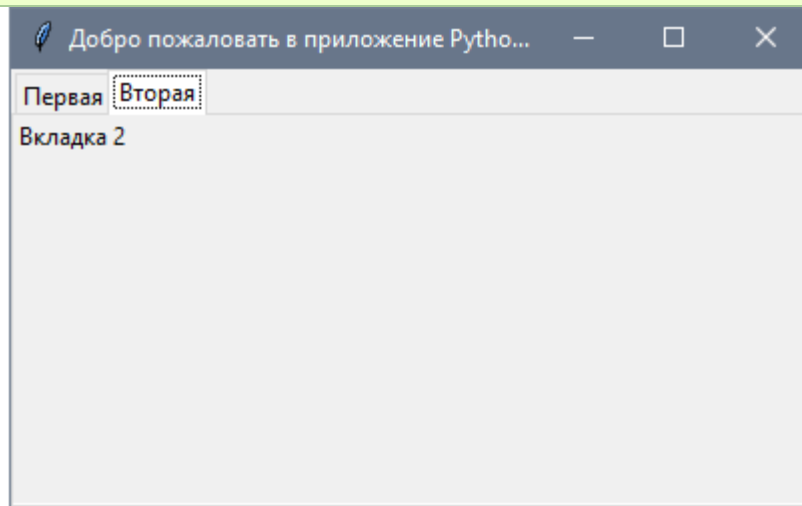 Добро пожаловать в приложение Pytho...
Первая Вторая
Вкладка 2